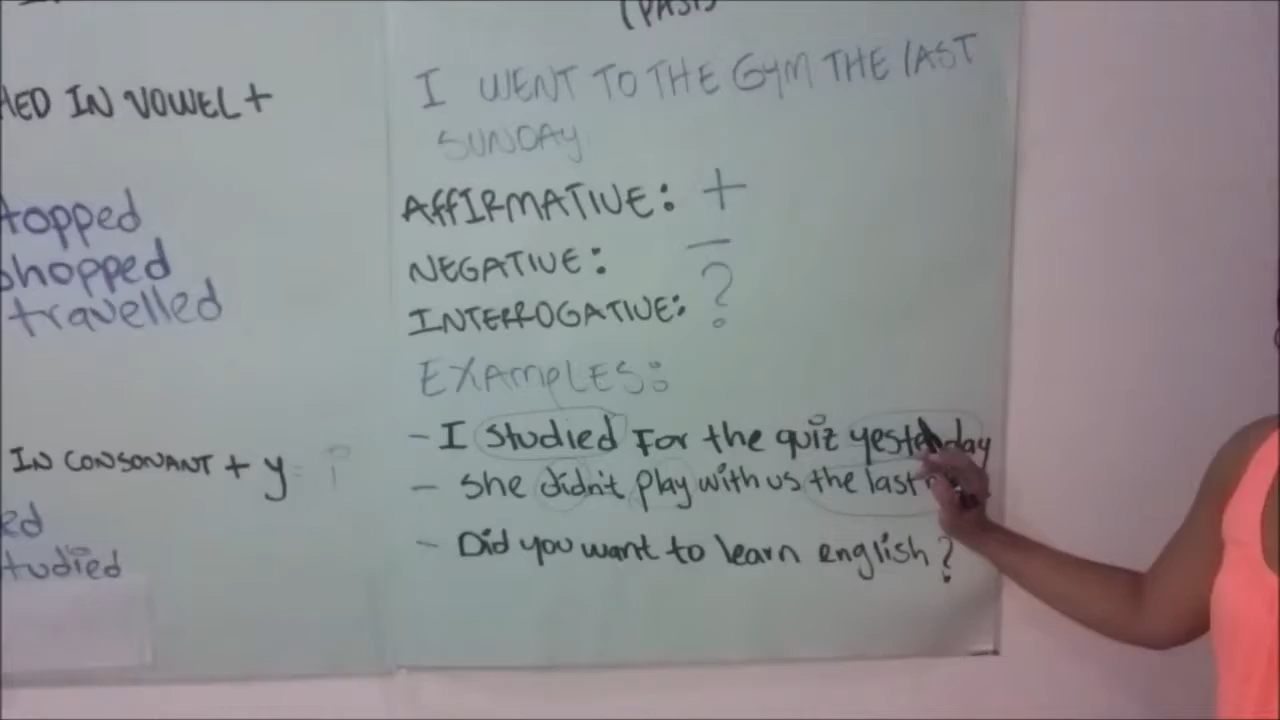 IN VOWEL +
topped
shopped
travelled
IN CONSONANT + y = i
ed
tudied
(PAST)
I WENT TO THE GYM THE LAST
SUNDAY
AFFIRMATIVE: +
NEGATIVE: −
INTERROGATIVE: ?
EXAMPLES:
- I studied for the quiz yesterday
- She didn't play with us the last
- Did you want to learn english?